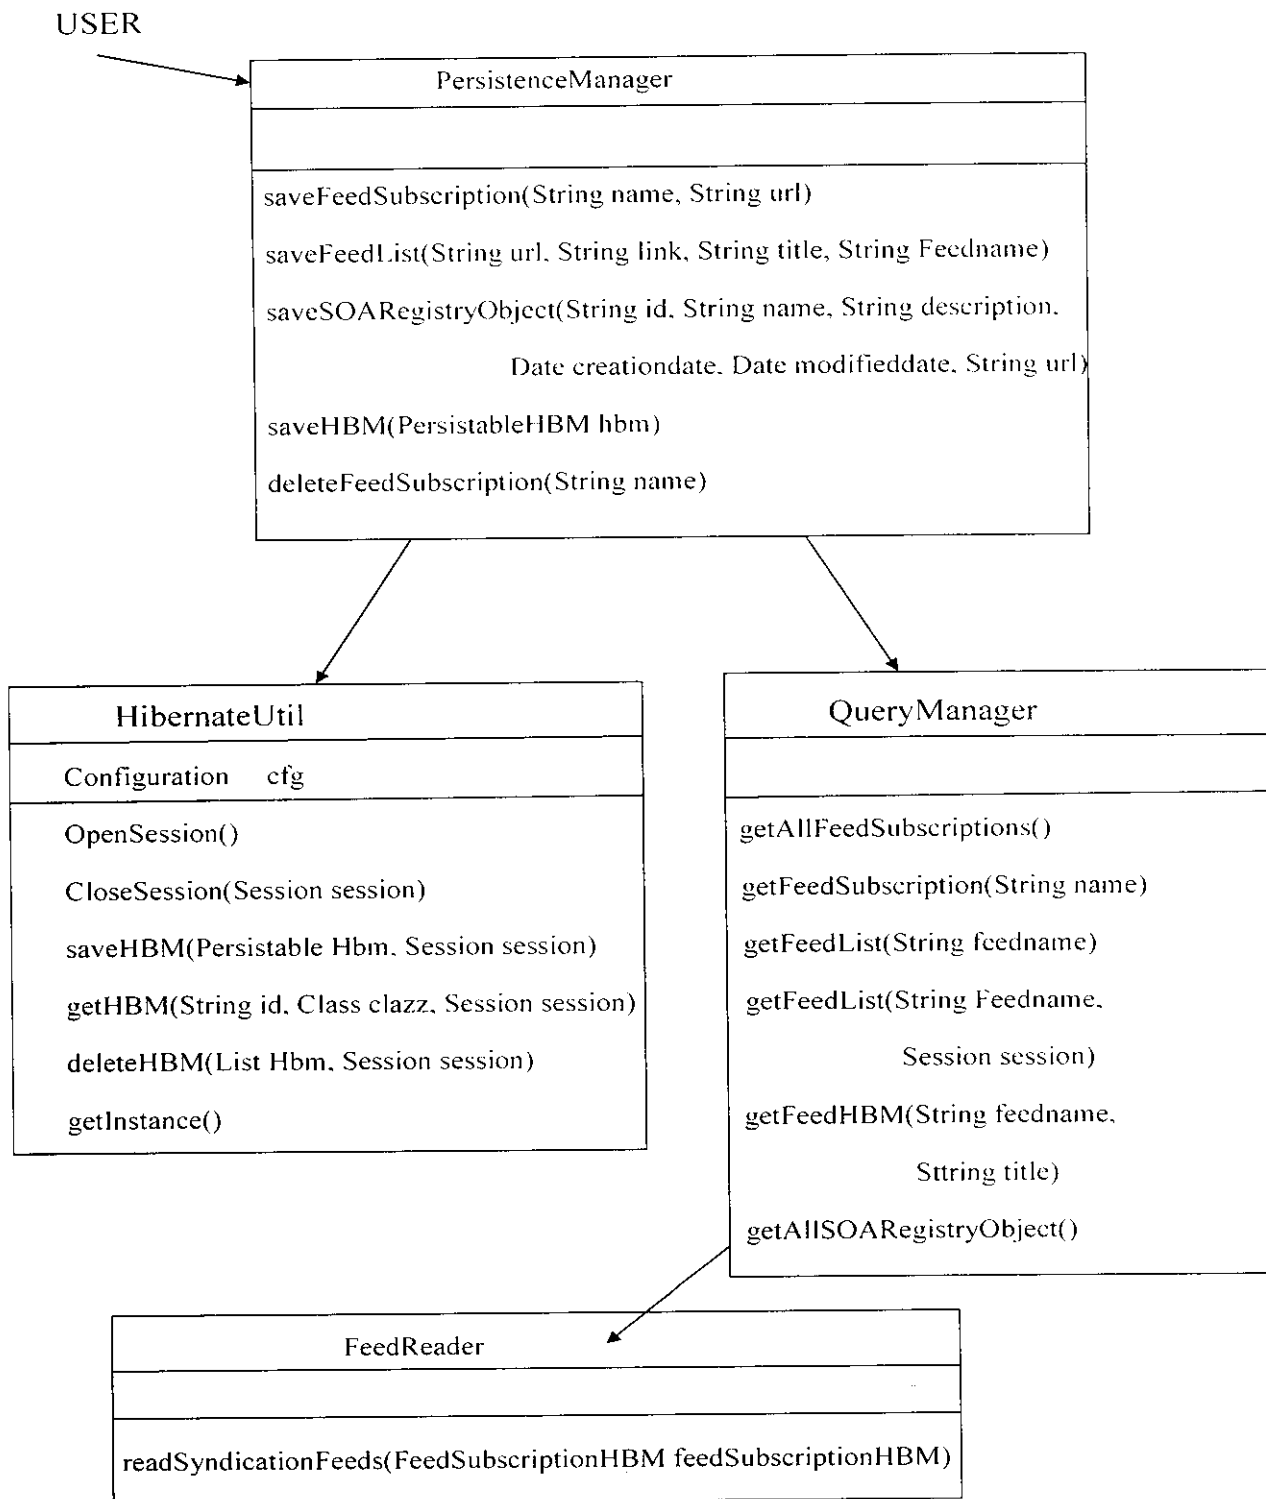 USER
PersistenceManager
saveFeedSubscription(String name, String url)
saveFeedList(String url, String link, String title, String Feedname)
saveSOARegistryObject(String id, String name, String description,
Date creationdate, Date modifieddate, String url)
saveHBM(PersistableHBM hbm)
deleteFeedSubscription(String name)
HibernateUtil
Configuration cfg
OpenSession()
CloseSession(Session session)
saveHBM(Persistable Hbm, Session session)
getHBM(String id, Class clazz, Session session)
deleteHBM(List Hbm, Session session)
getInstance()
QueryManager
getAllFeedSubscriptions()
getFeedSubscription(String name)
getFeedList(String feedname)
getFeedList(String Feedname,
Session session)
getFeedHBM(String feedname,
Sttring title)
getAllSOARegistryObject()
FeedReader
readSyndicationFeeds(FeedSubscriptionHBM feedSubscriptionHBM)